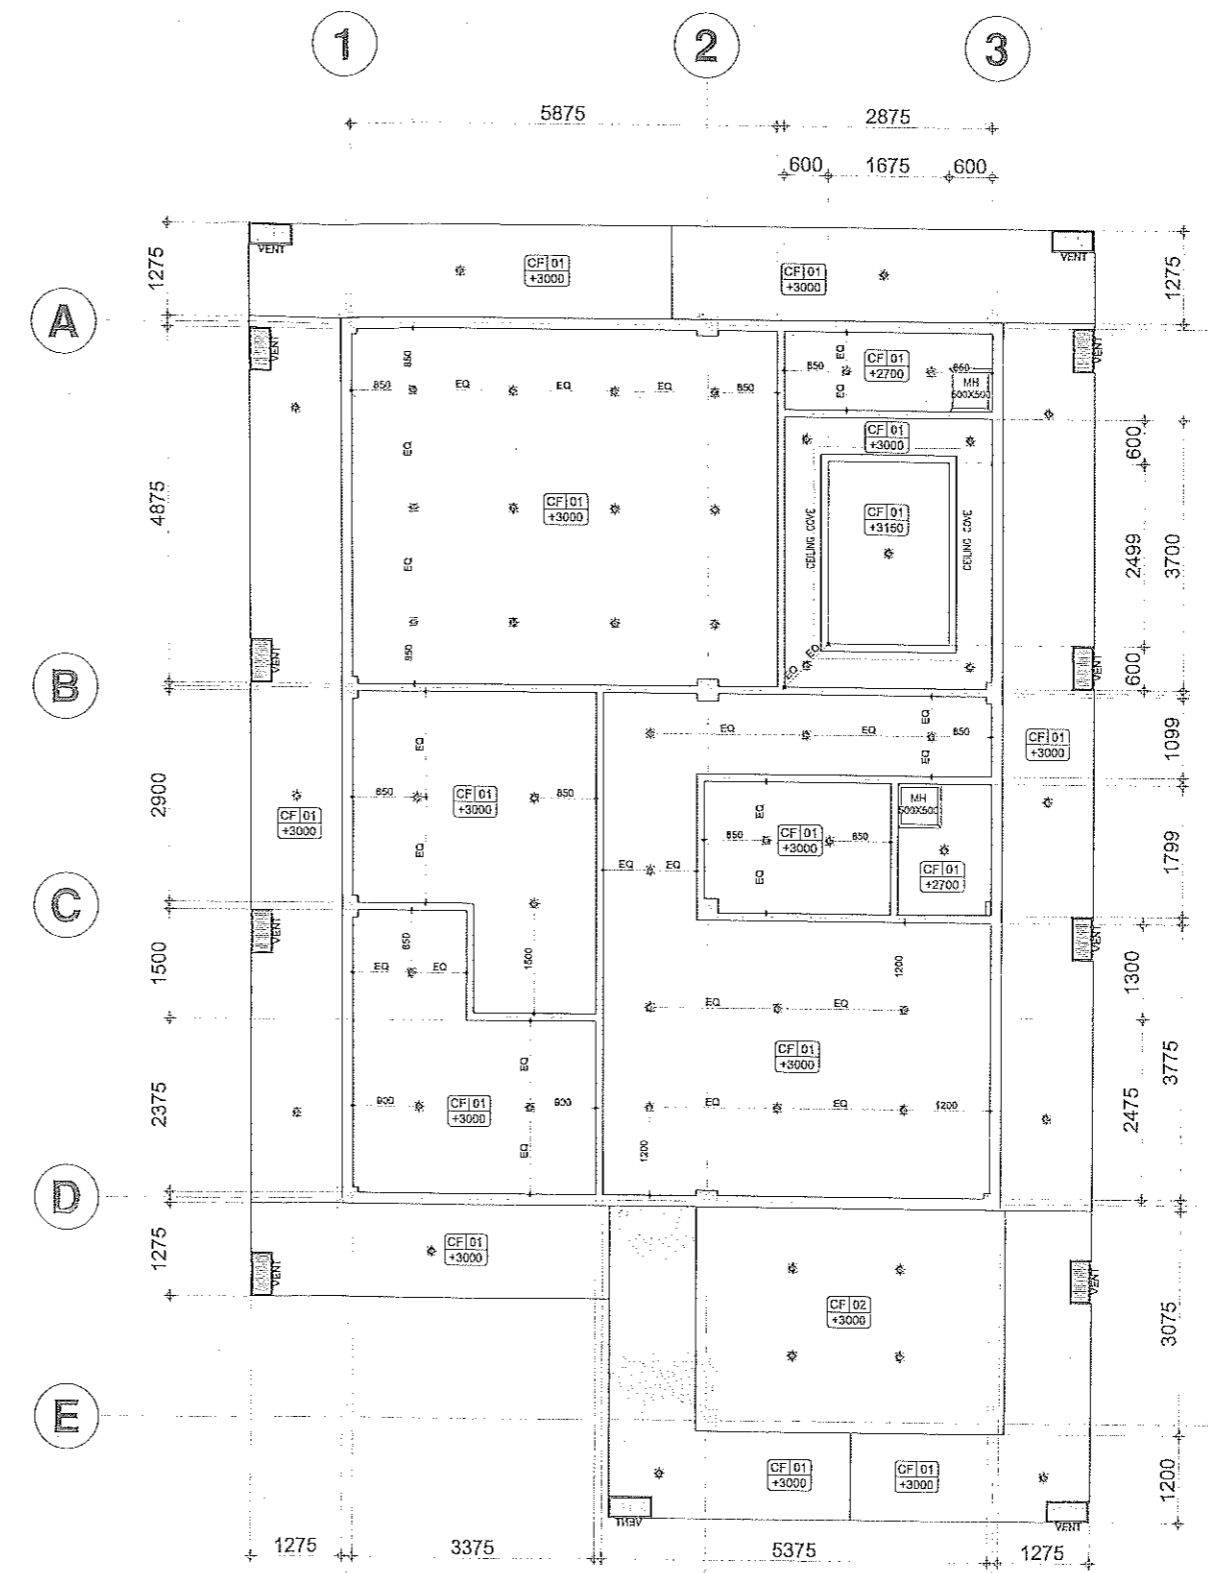 1 2 3
5875 2875
600 1675 600
VENT VENT
1275 CF 01 CF 01 1275
+3000 +3000
A
VENT VENT
850 EQ CF 01
+2700
850 EQ EQ EQ 850 850 EQ 850
MH
500X500
CF 01
+3000
EQ 600
4875 CF 01 CF 01
+3000 +3150
CEILING COVE CEILING COVE
2499 3700
EQ
850 EQ EQ 600
VENT VENT
B
EQ EQ EQ EQ 850 CF 01 1099
EQ +3000
2900 850 CF 01 850
+3000
MH
500X500
CF 01 EQ
+3000 850 CF 01 850 1799
+3000
EQ EQ EQ EQ CF 01
+2700
C
VENT VENT
850 1500 1200
1500 EQ EQ 1300
EQ EQ
EQ CF 01 3775
+3000
2375 900 CF 01 900 EQ EQ 1200 2475
+3000
EQ 1200
D
1275 CF 01
+3000
VENT VENT
CF 02
+3000 3075
E
CF 01 CF 01 1200
+3000 +3000
VENT VENT
1275 3375 5375 1275